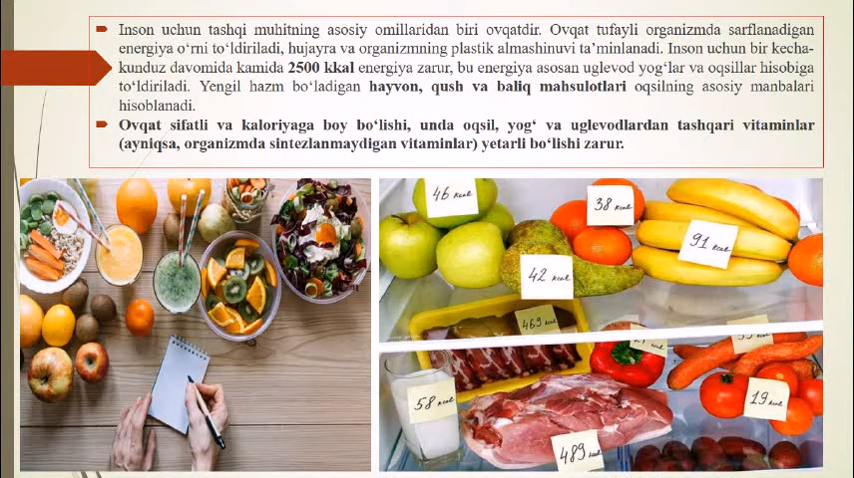 Inson uchun tashqi muhitning asosiy omillaridan biri ovqatdir. Ovqat tufayli organizmda sarflanadigan
energiya o‘rni to‘ldiriladi, hujayra va organizmning plastik almashinuvi ta’minlanadi. Inson uchun bir kecha-
kunduz davomida kamida 2500 kkal energiya zarur, bu energiya asosan uglevod yog‘lar va oqsillar hisobiga
to‘ldiriladi. Yengil hazm bo‘ladigan hayvon, qush va baliq mahsulotlari oqsilning asosiy manbalari
hisoblanadi.
Ovqat sifatli va kaloriyaga boy bo‘lishi, unda oqsil, yog‘ va uglevodlardan tashqari vitaminlar
(ayniqsa, organizmda sintezlanmaydigan vitaminlar) yetarli bo‘lishi zarur.
46 kcal
38 kcal
91 kcal
42 kcal
469 kcal
58 kcal
19 kcal
489 kcal